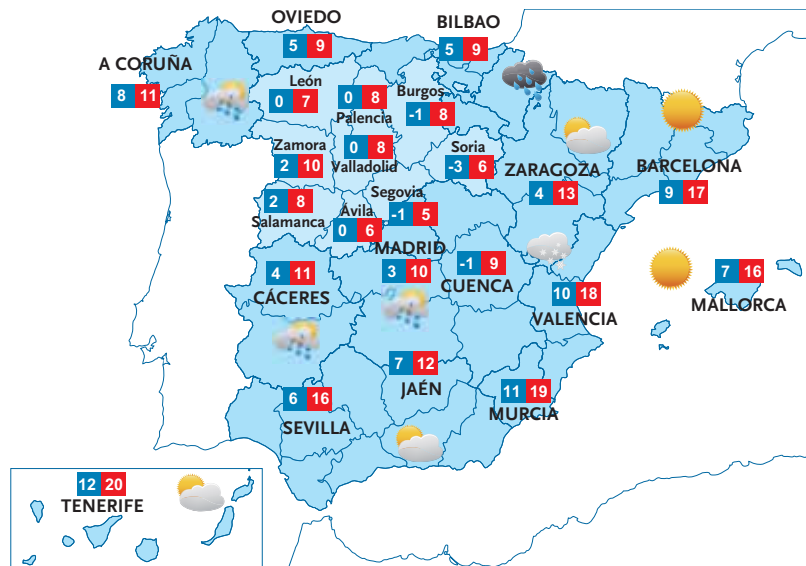 OVIEDO
5 9
BILBAO
5 9
A CORUÑA
8 11
León
0 7
0 8
Palencia
Burgos
-1 8
Zamora
2 10
0 8
Valladolid
Soria
-3 6
ZARAGOZA
4 13
BARCELONA
9 17
2 8
Salamanca
Ávila
0 6
Segovia
-1 5
MADRID
3 10
-1 9
CUENCA
4 11
CÁCERES
10 18
VALENCIA
7 16
MALLORCA
7 12
JAÉN
11 19
MURCIA
6 16
SEVILLA
12 20
TENERIFE